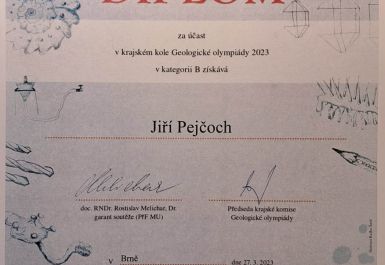 DIPLOM
za účast
v krajském kole Geologické olympiády 2023
v kategorii B získává
Jiří Pejčoch
doc. RNDr. Rostislav Melichar, Dr.
garant soutěže (PřF MU)
Předseda krajské komise
Geologické olympiády
v Brně dne 27. 3. 2023